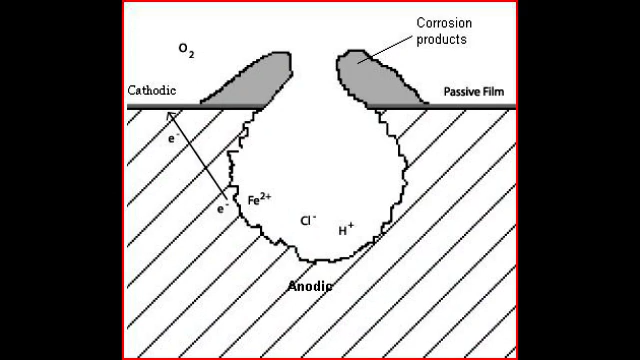 Corrosion
products
O2
Cathodic
Passive Film
e-
e-
Fe2+
Cl-
H+
Anodic